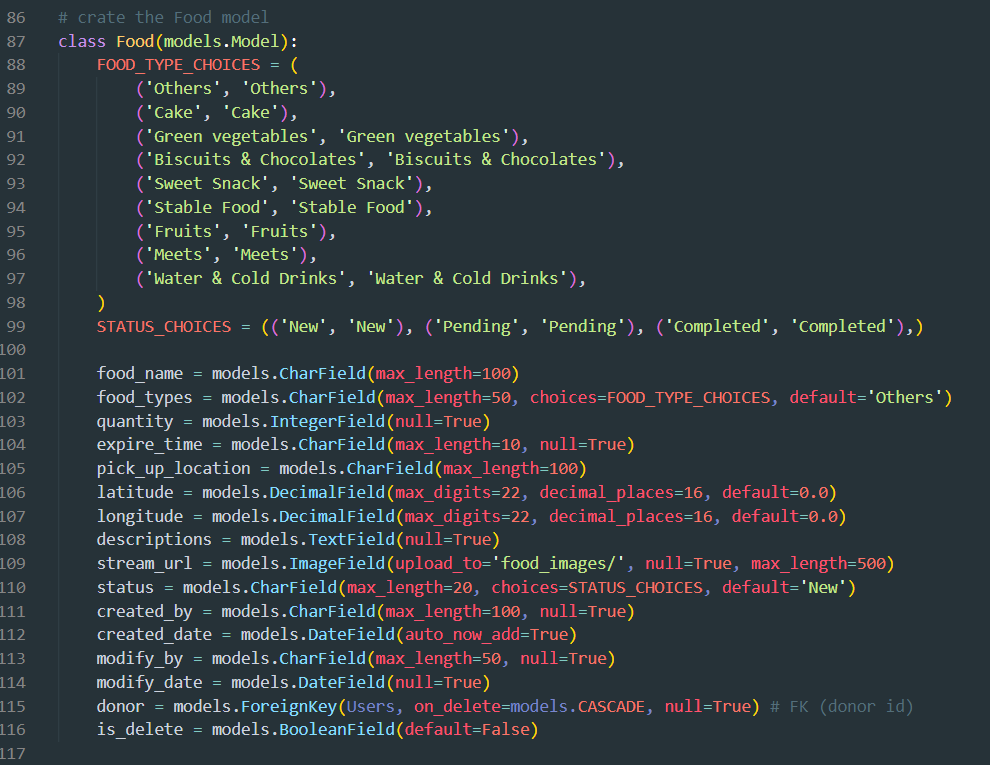 86 # crate the Food model
87 class Food(models.Model):
88     FOOD_TYPE_CHOICES = (
89         ('Others', 'Others'),
90         ('Cake', 'Cake'),
91         ('Green vegetables', 'Green vegetables'),
92         ('Biscuits & Chocolates', 'Biscuits & Chocolates'),
93         ('Sweet Snack', 'Sweet Snack'),
94         ('Stable Food', 'Stable Food'),
95         ('Fruits', 'Fruits'),
96         ('Meets', 'Meets'),
97         ('Water & Cold Drinks', 'Water & Cold Drinks'),
98     )
99     STATUS_CHOICES = (('New', 'New'), ('Pending', 'Pending'), ('Completed', 'Completed'),)
100
101     food_name = models.CharField(max_length=100)
102     food_types = models.CharField(max_length=50, choices=FOOD_TYPE_CHOICES, default='Others')
103     quantity = models.IntegerField(null=True)
104     expire_time = models.CharField(max_length=10, null=True)
105     pick_up_location = models.CharField(max_length=100)
106     latitude = models.DecimalField(max_digits=22, decimal_places=16, default=0.0)
107     longitude = models.DecimalField(max_digits=22, decimal_places=16, default=0.0)
108     descriptions = models.TextField(null=True)
109     stream_url = models.ImageField(upload_to='food_images/', null=True, max_length=500)
110     status = models.CharField(max_length=20, choices=STATUS_CHOICES, default='New')
111     created_by = models.CharField(max_length=100, null=True)
112     created_date = models.DateField(auto_now_add=True)
113     modify_by = models.CharField(max_length=50, null=True)
114     modify_date = models.DateField(null=True)
115     donor = models.ForeignKey(Users, on_delete=models.CASCADE, null=True) # FK (donor id)
116     is_delete = models.BooleanField(default=False)
117